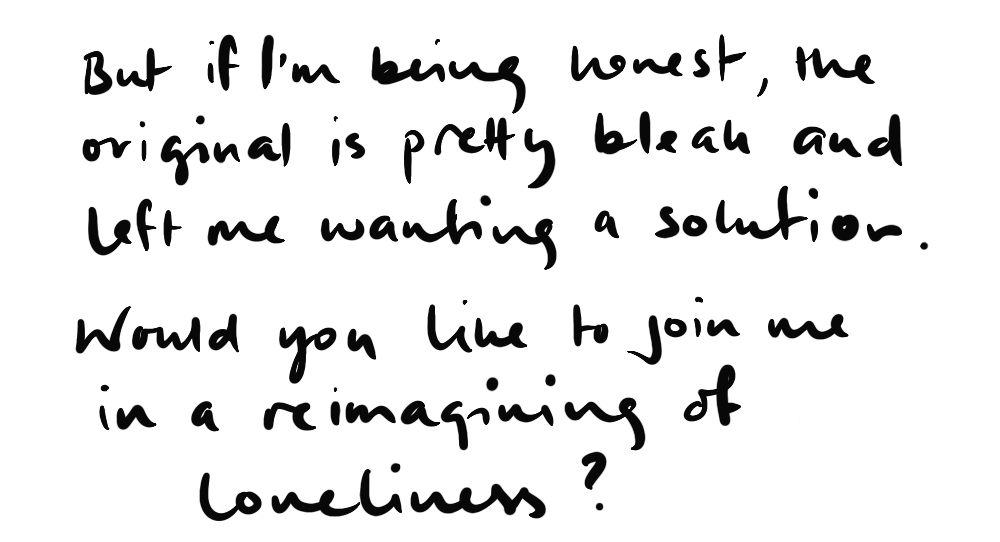 But if I'm being honest, the
original is pretty bleak and
left me wanting a solution.
Would you like to join me
in a reimagining of
loneliness?